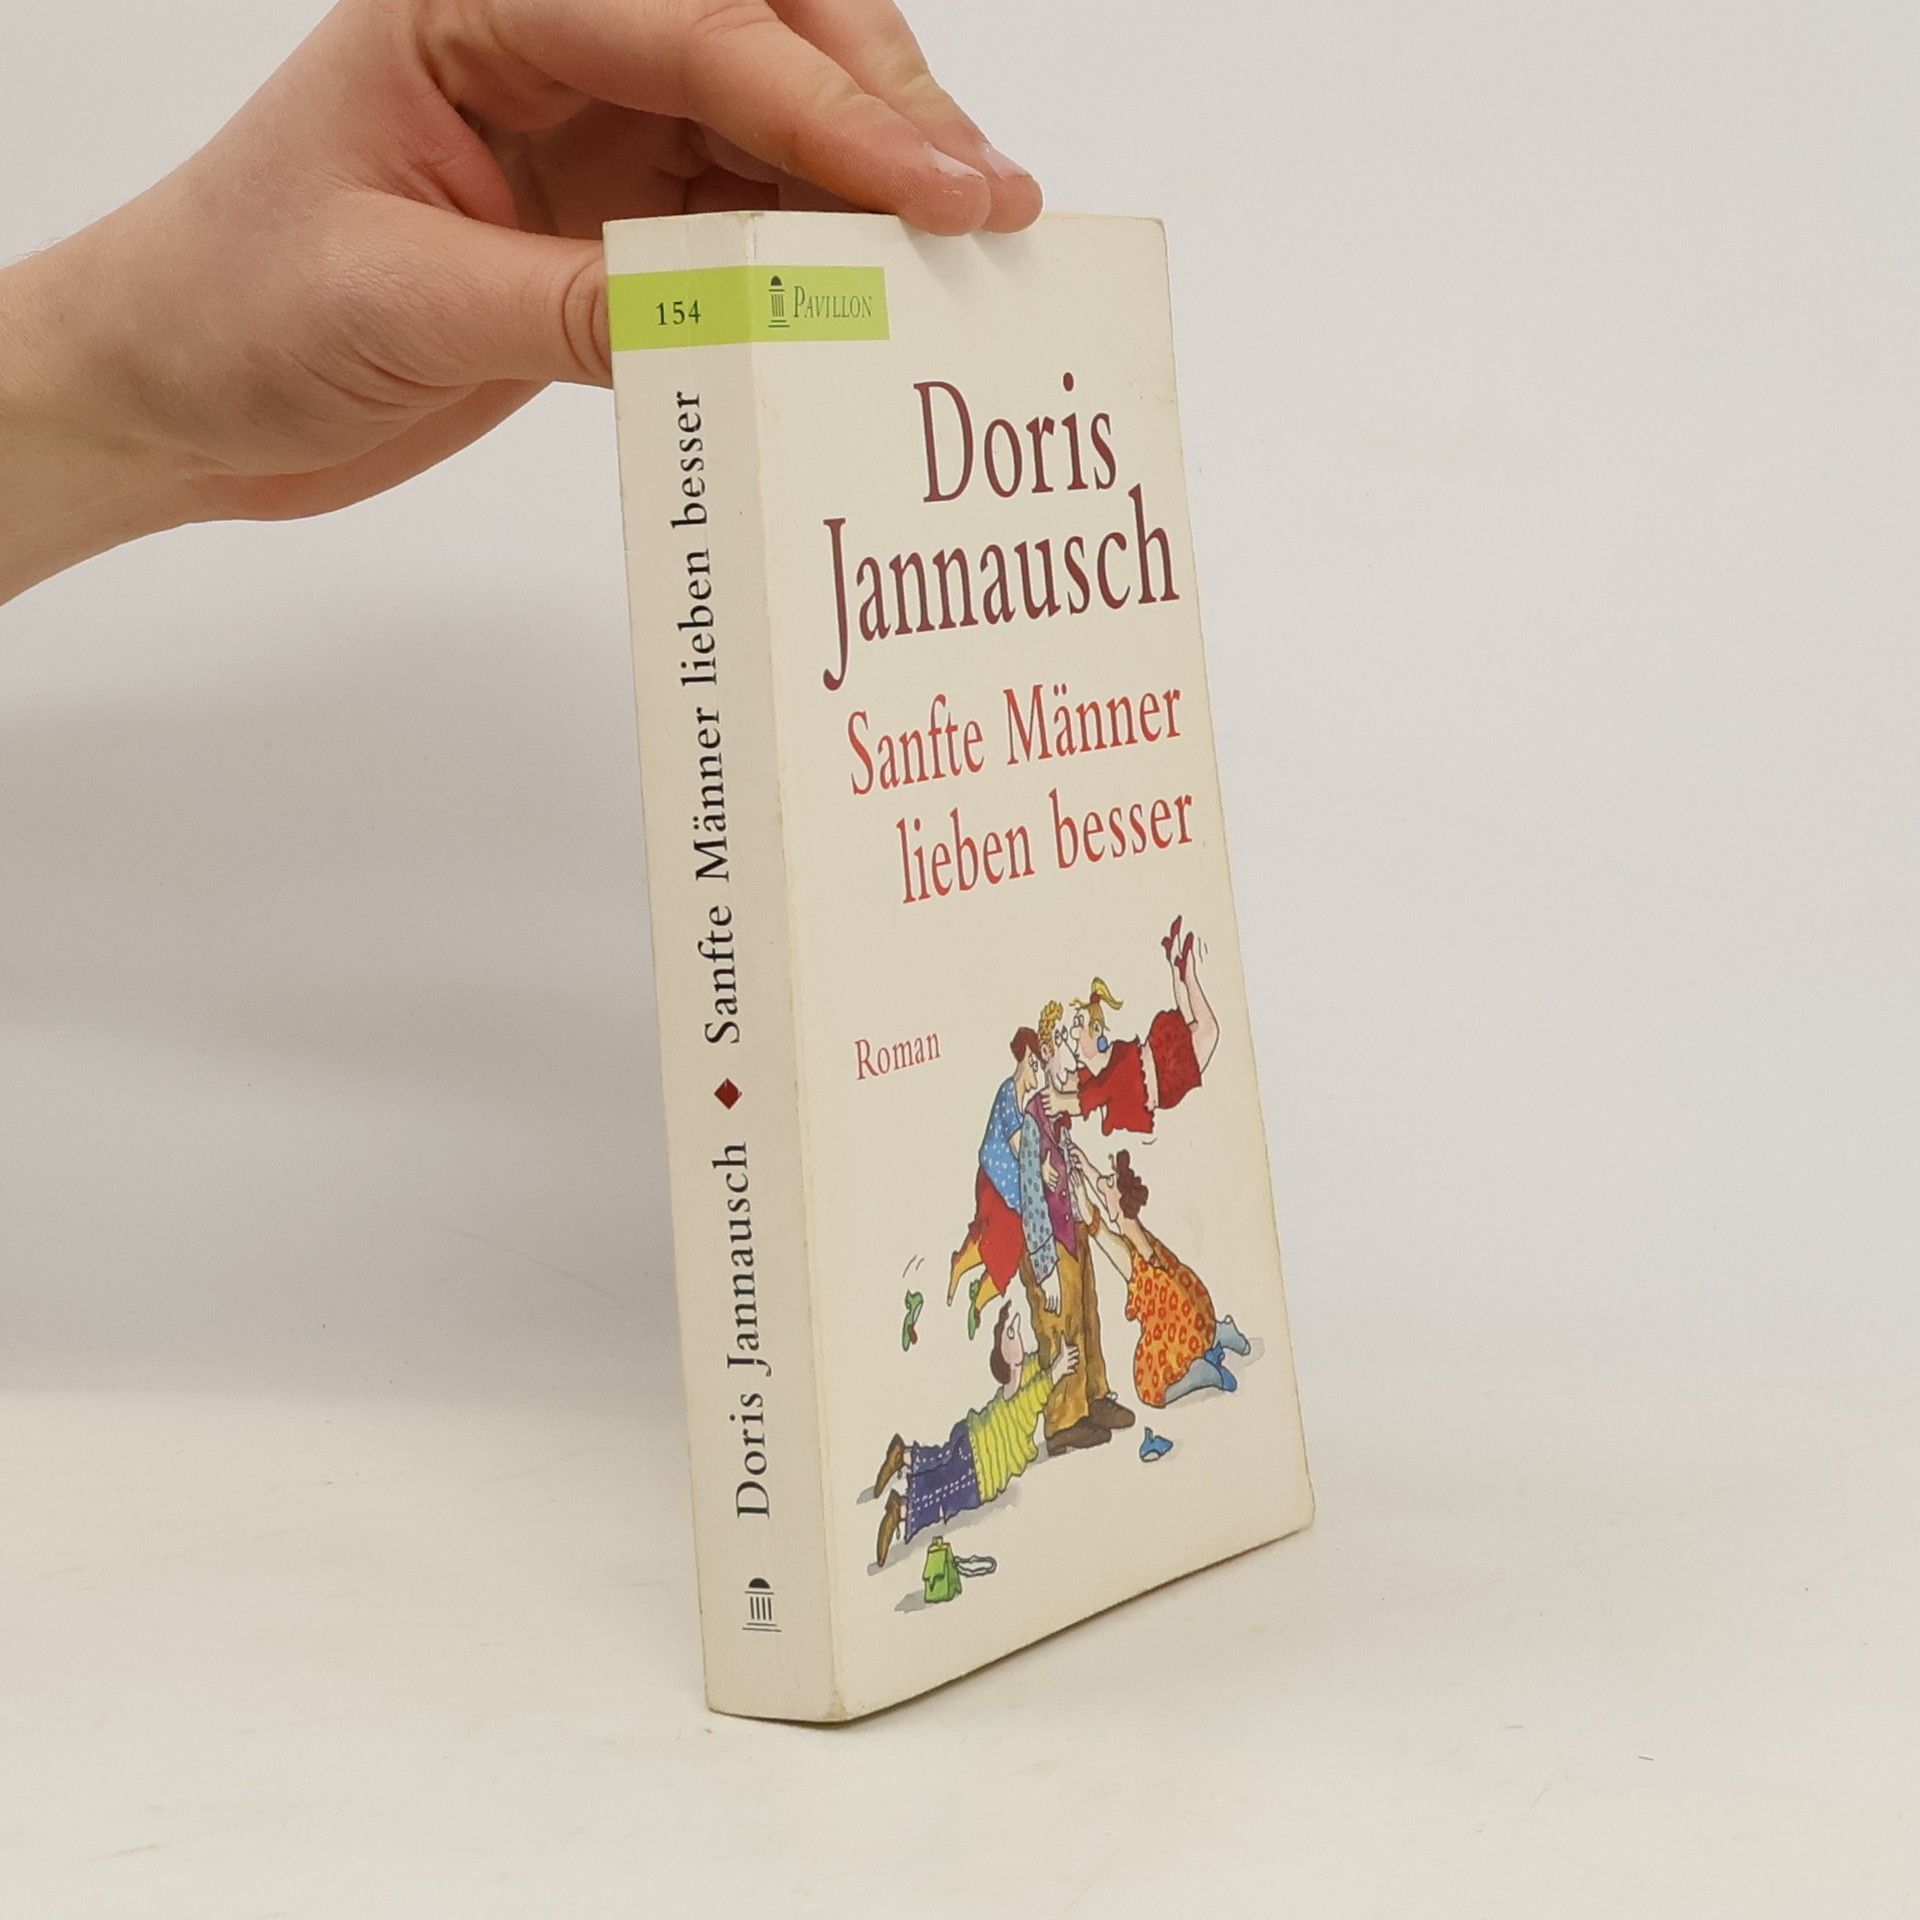 154
PAVILLON
Doris
Jannausch
Sanfte Männer
lieben besser
Roman
Doris Jannausch ◆ Sanfte Männer lieben besser